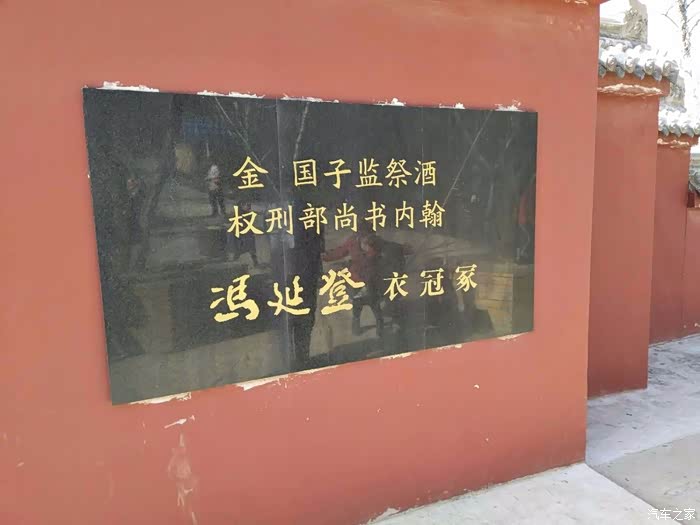 金 国子监祭酒
权刑部尚书内翰
冯延登 衣冠冢
汽车之家